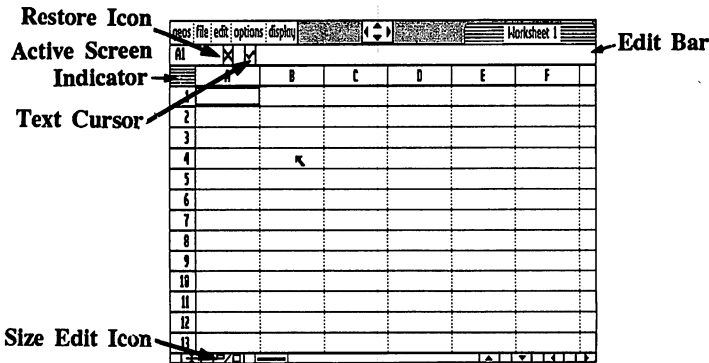 Restore Icon
geos file edit options display Worksheet 1
Active Screen Indicator
A1
Edit Bar
A B C D E F
Text Cursor
1
2
3
4
5
6
7
8
9
10
11
12
13
Size Edit Icon